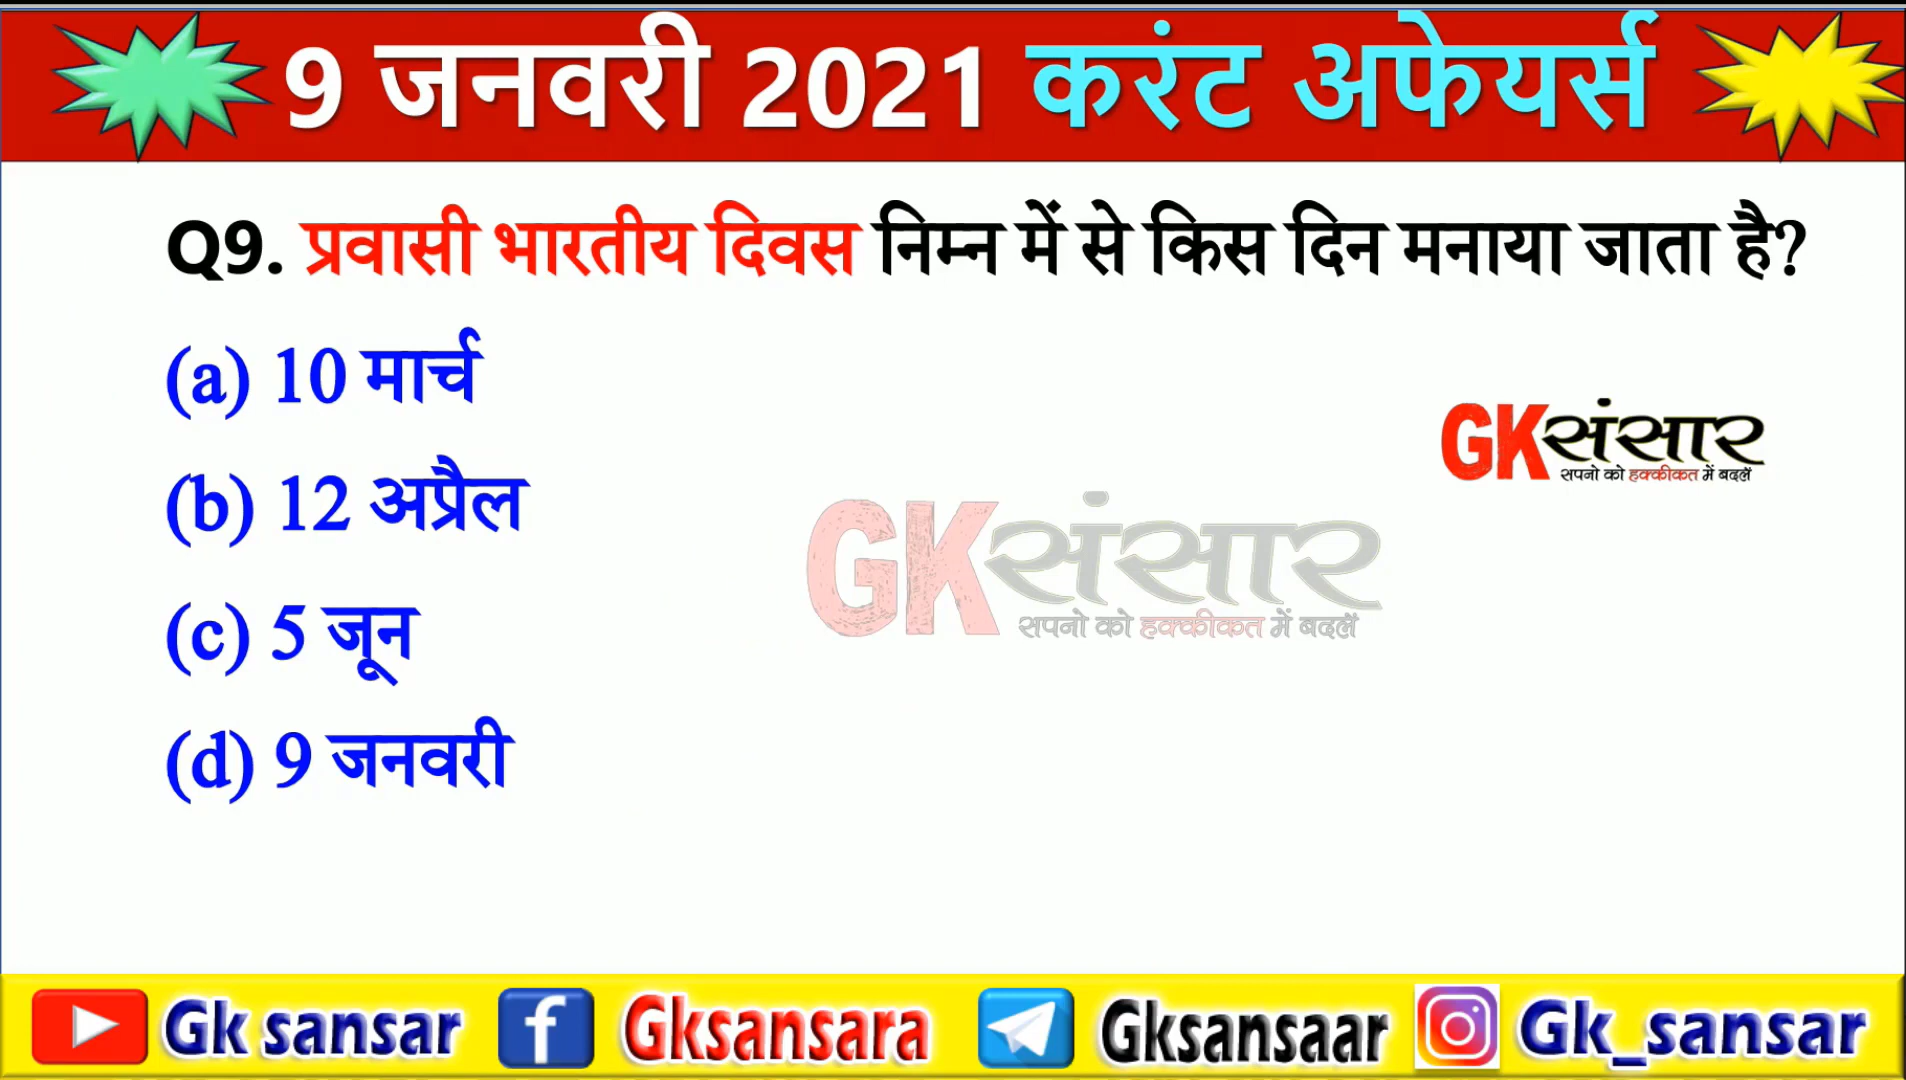 9 जनवरी 2021 करंट अफेयर्स
Q9. प्रवासी भारतीय दिवस निम्न में से किस दिन मनाया जाता है?
(a) 10 मार्च
(b) 12 अप्रैल
(c) 5 जून
(d) 9 जनवरी
GKसंसार
सपनो को हक्कीकत में बदलें
GKसंसार
सपनो को हक्कीकत में बदलें
Gk sansar Gksansara Gksansaar Gk_sansar